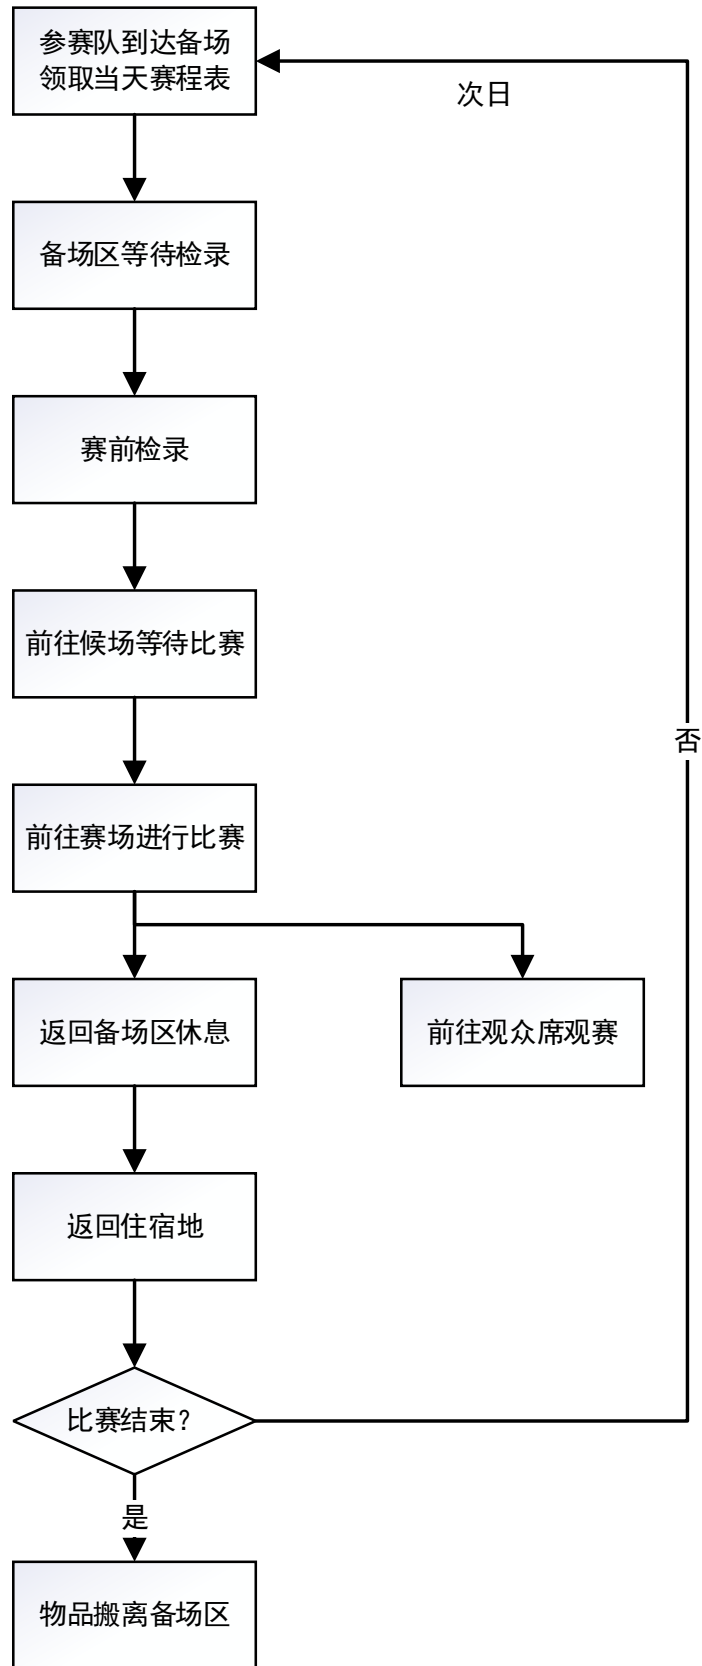 参赛队到达备场
领取当天赛程表
次日
备场区等待检录
赛前检录
前往候场等待比赛
否
前往赛场进行比赛
返回备场区休息
前往观众席观赛
返回住宿地
比赛结束?
是
物品搬离备场区